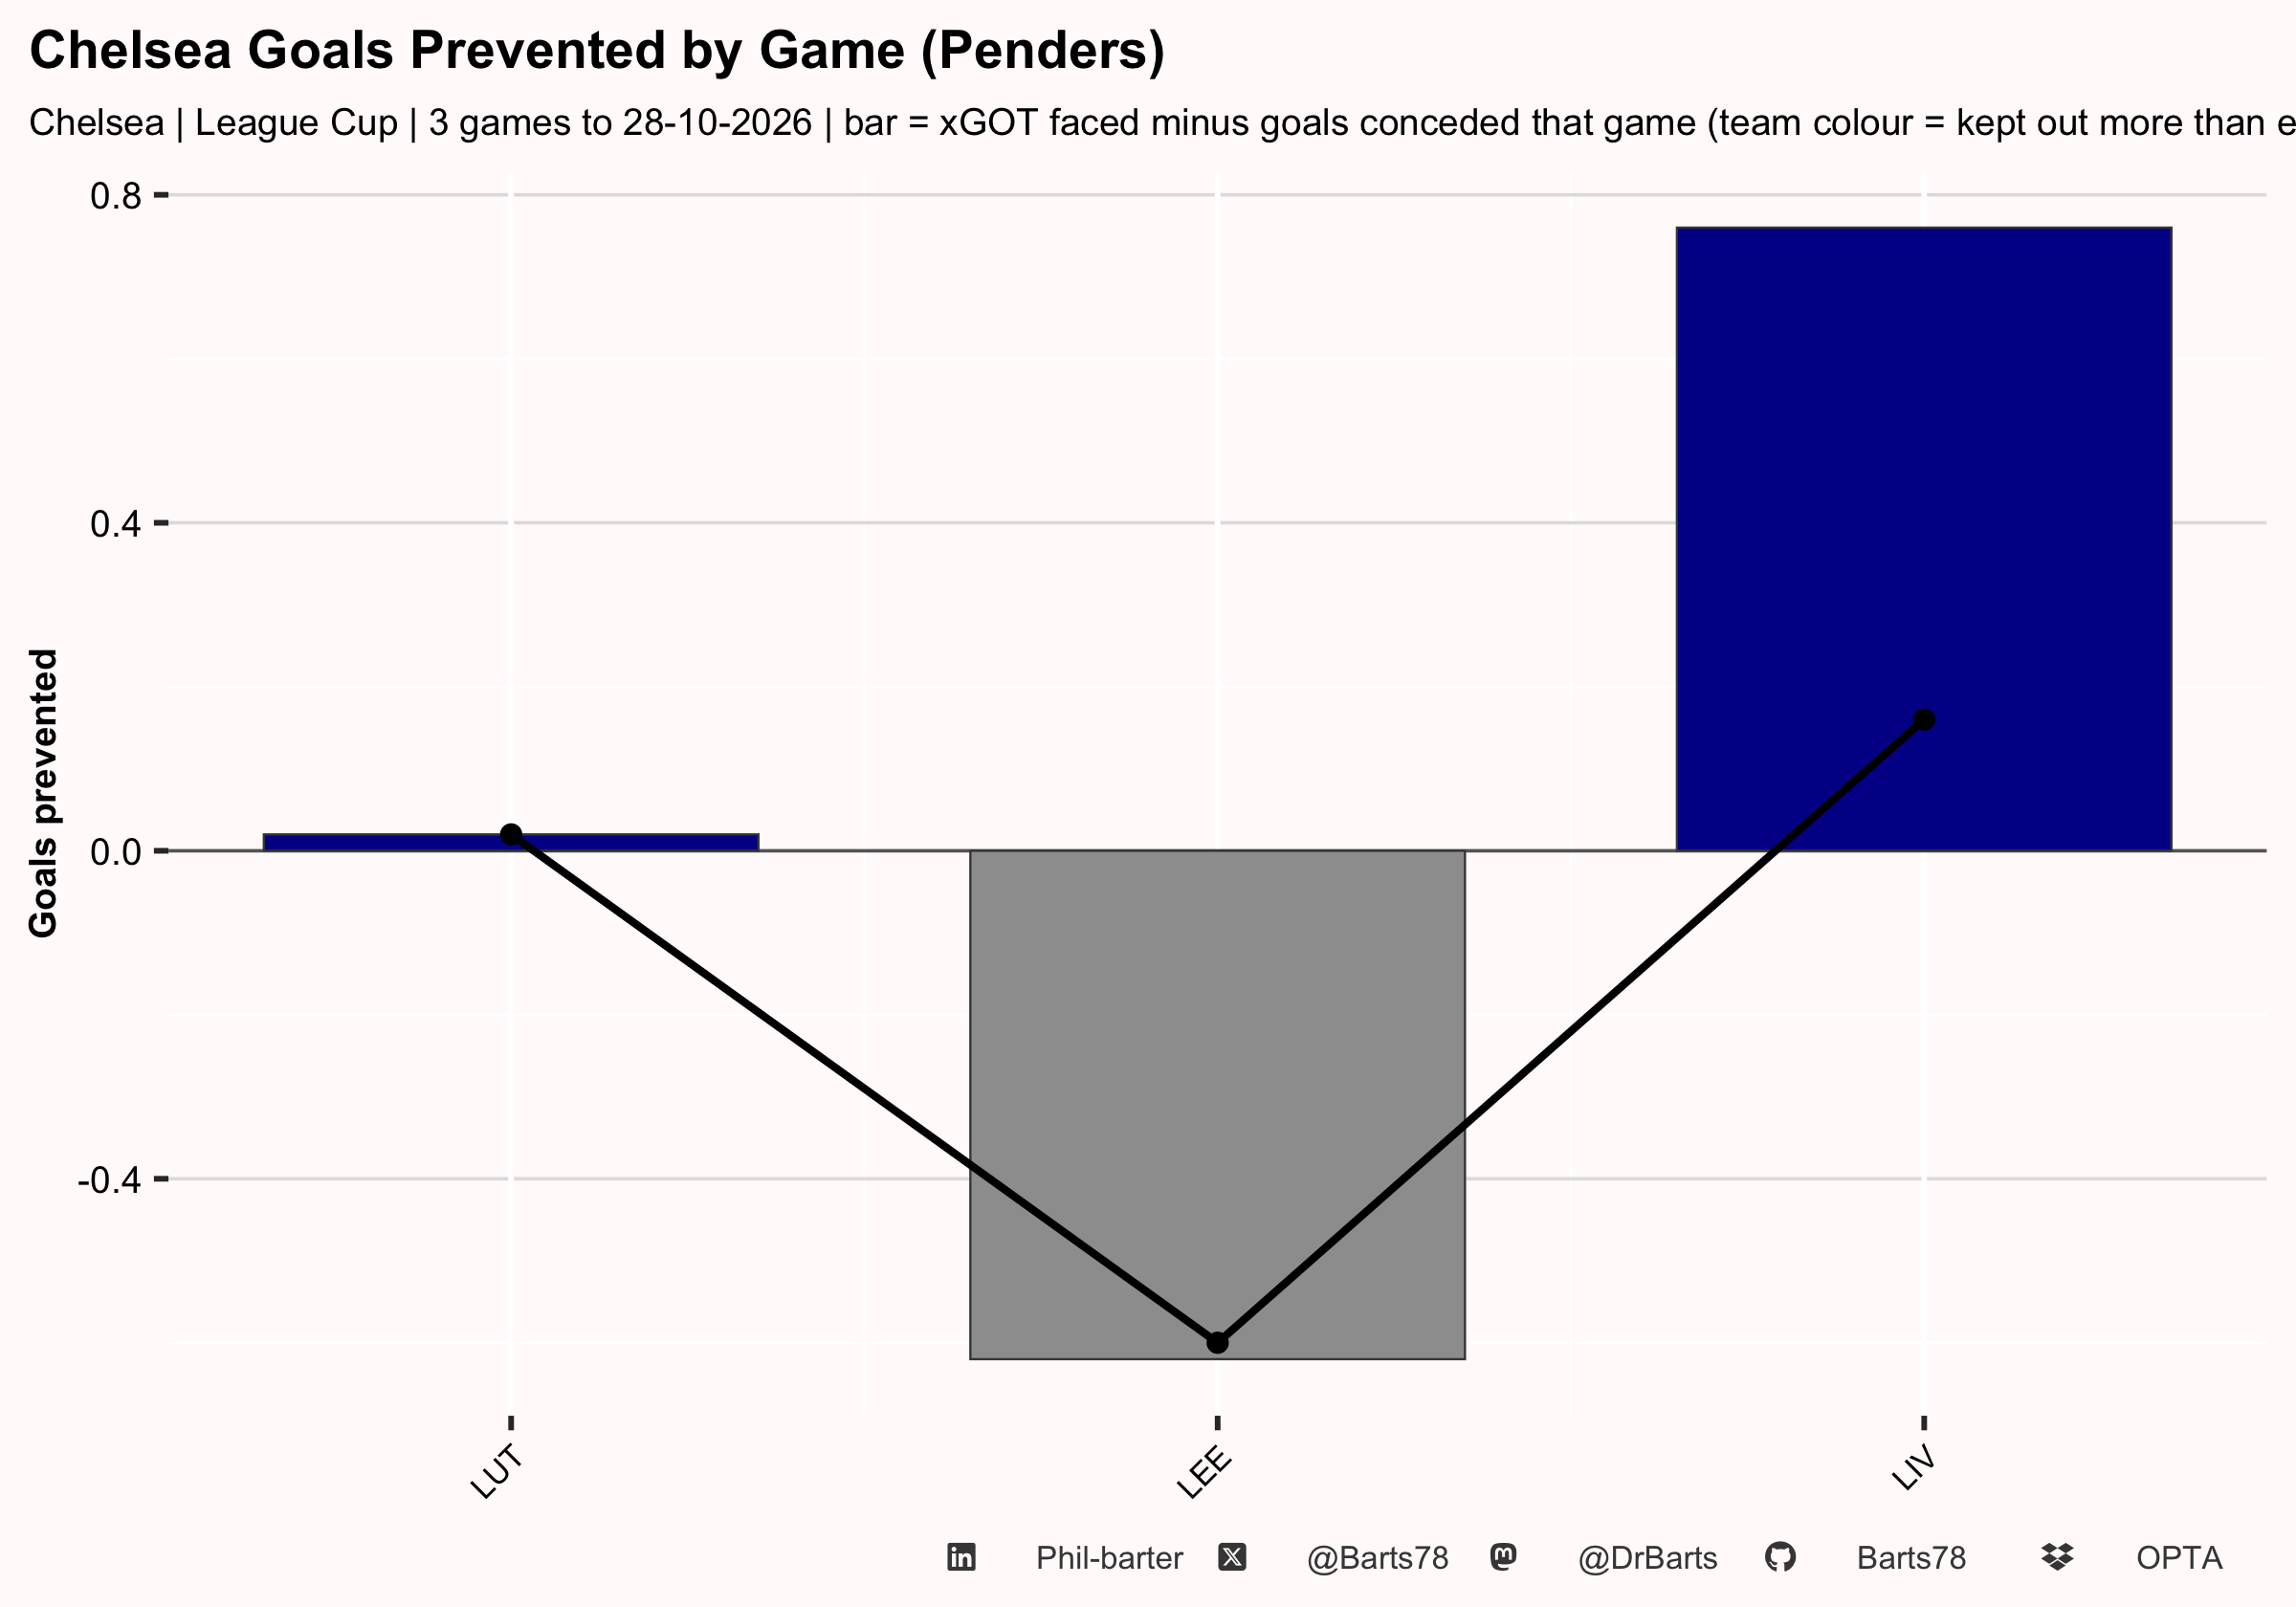 Chelsea Goals Prevented by Game (Penders)
Chelsea | League Cup | 3 games to 28-10-2026 | bar = xGOT faced minus goals conceded that game (team colour = kept out more than e
0.8
0.4
0.0
-0.4
Goals prevented
LUT
LEE
LIV
Phil-barter @Barts78 @DrBarts Barts78 OPTA